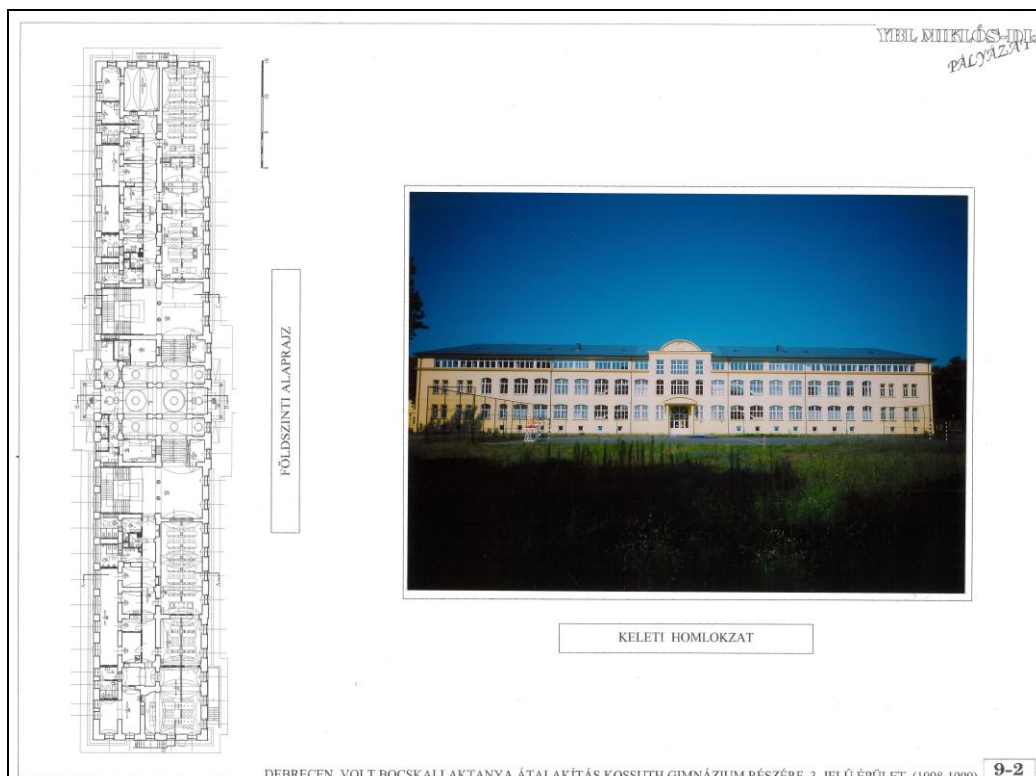 YBL MIKLÓS-DÍJ
PÁLYÁZAT
FÖLDSZINTI ALAPRAJZ
KELETI HOMLOKZAT
DEBRECEN, VOLT BOCSKAI LAKTANYA ÁTALAKÍTÁS KOSSUTH GIMNÁZIUM RÉSZÉRE, 3. JELŰ ÉPÜLET (1998-1999)
9-2